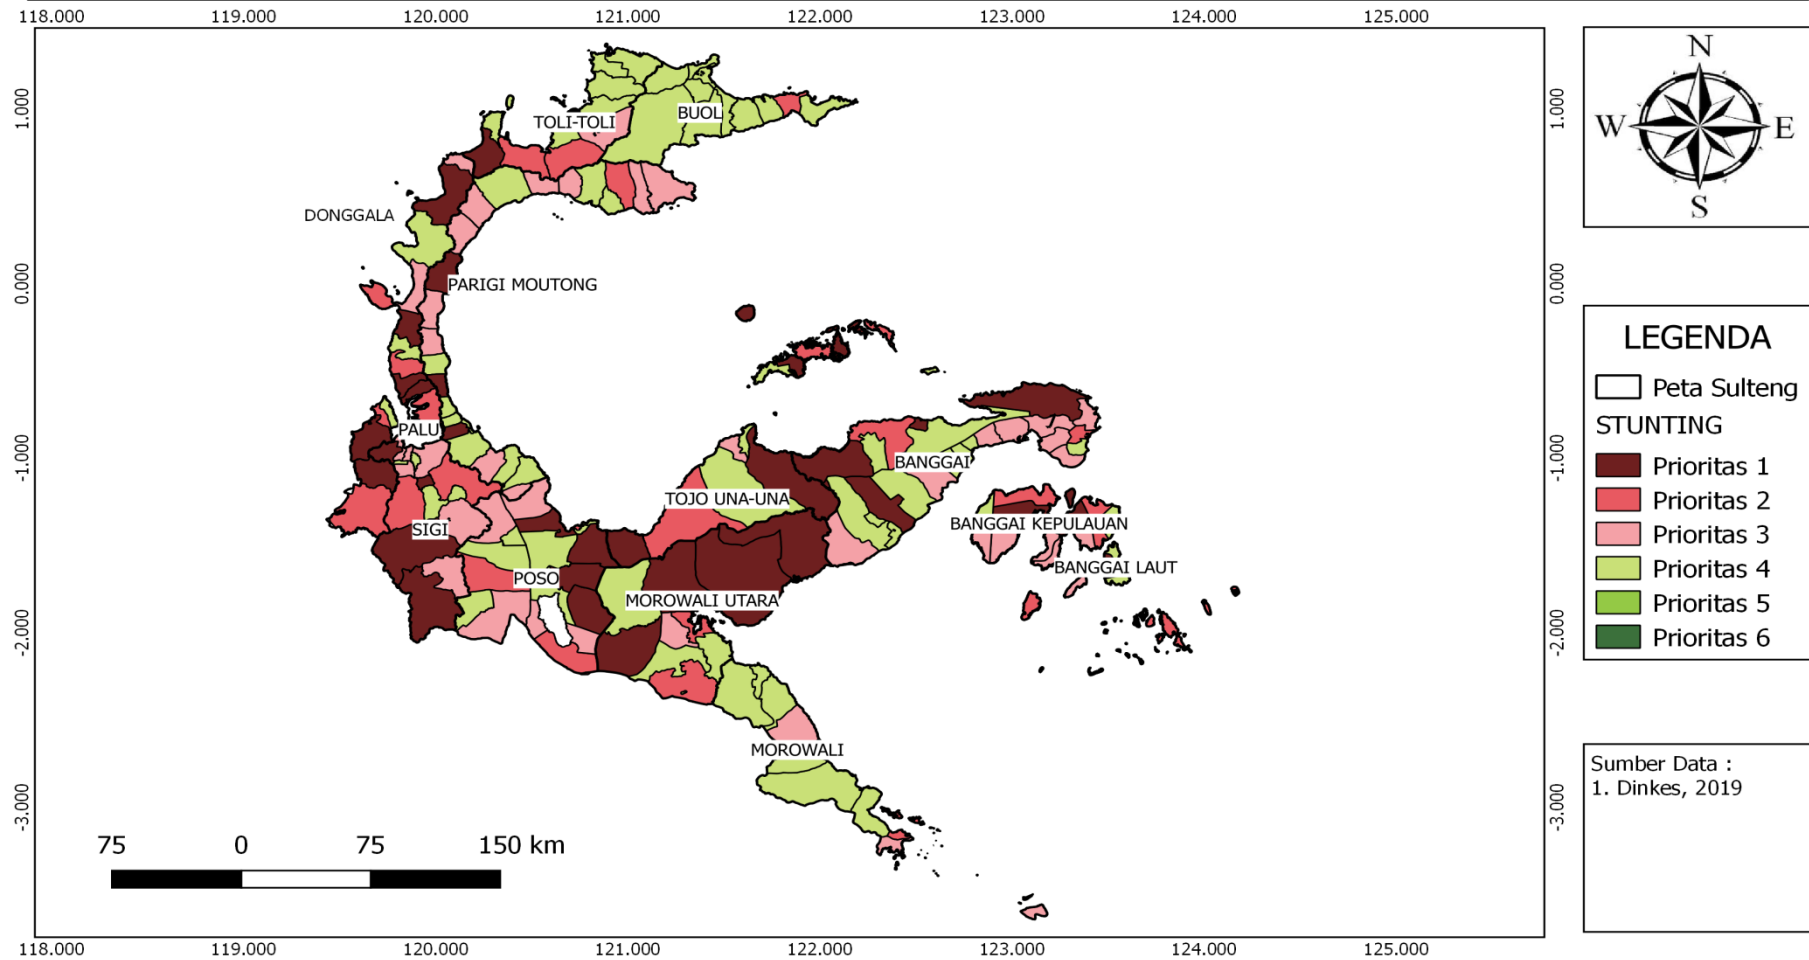 118.000 119.000 120.000 121.000 122.000 123.000 124.000 125.000
1.000
0.000
-1.000
-2.000
-3.000
TOLI-TOLI
BUOL
DONGGALA
PARIGI MOUTONG
PALU
BANGGAI
TOJO UNA-UNA
SIGI
BANGGAI KEPULAUAN
BANGGAI LAUT
POSO
MOROWALI UTARA
MOROWALI
75 0 75 150 km
1.000
0.000
-1.000
-2.000
-3.000
118.000 119.000 120.000 121.000 122.000 123.000 124.000 125.000
N
W E
S
LEGENDA
Peta Sulteng
STUNTING
Prioritas 1
Prioritas 2
Prioritas 3
Prioritas 4
Prioritas 5
Prioritas 6
Sumber Data :
1. Dinkes, 2019